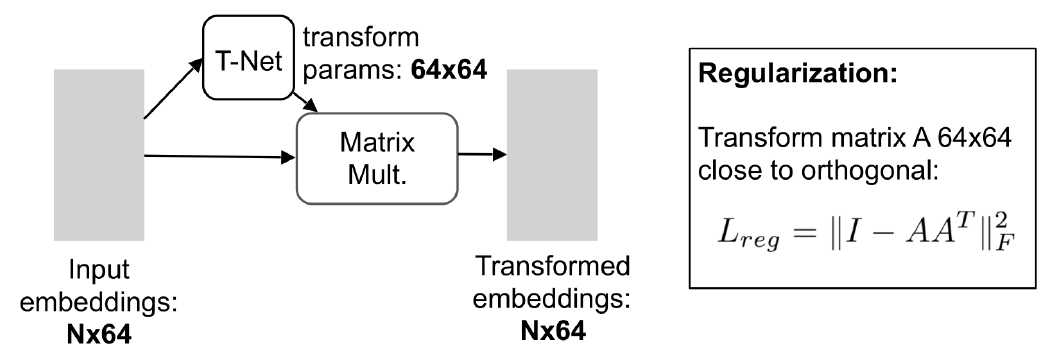 T-Net
transform
params: 64x64
Matrix
Mult.
Input
embeddings:
Nx64
Transformed
embeddings:
Nx64
Regularization:
Transform matrix A 64x64
close to orthogonal:
L_{reg} = \|I - AA^T\|_F^2